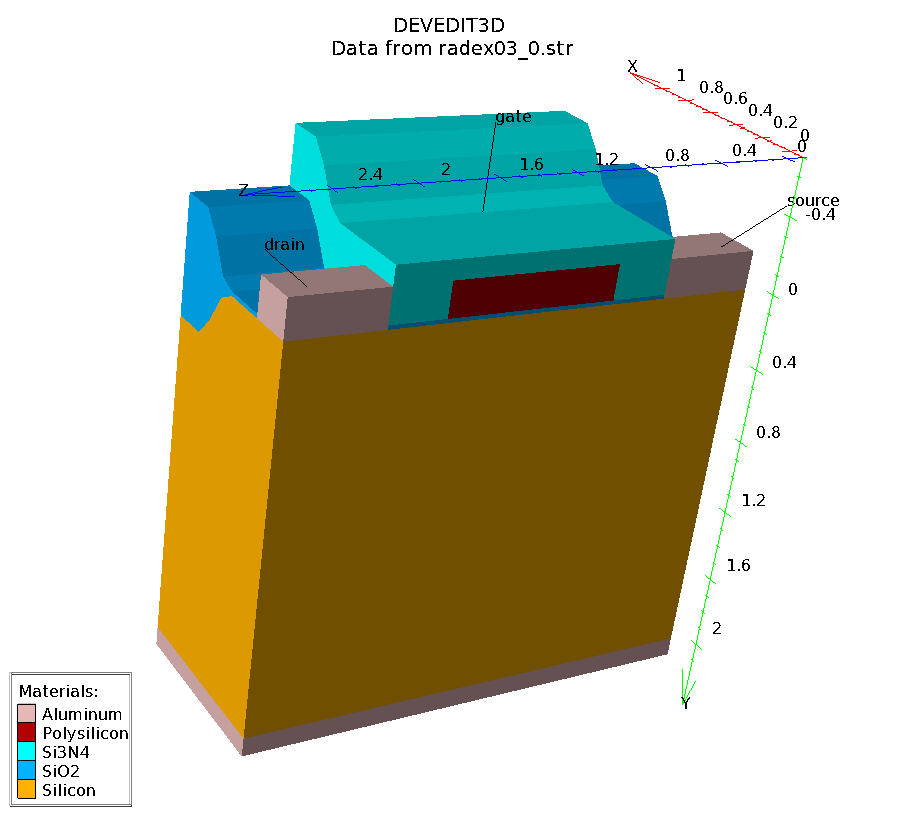 DEVEDIT3D
Data from radex03_0.str
X
1
0.8
0.6
0.4
0.2
0
0
gate
Z
2.4
2
1.6
1.2
0.8
0.4
source
-0.4
drain
0
0.4
0.8
1.2
1.6
2
Y
Materials:
Aluminum
Polysilicon
Si3N4
SiO2
Silicon